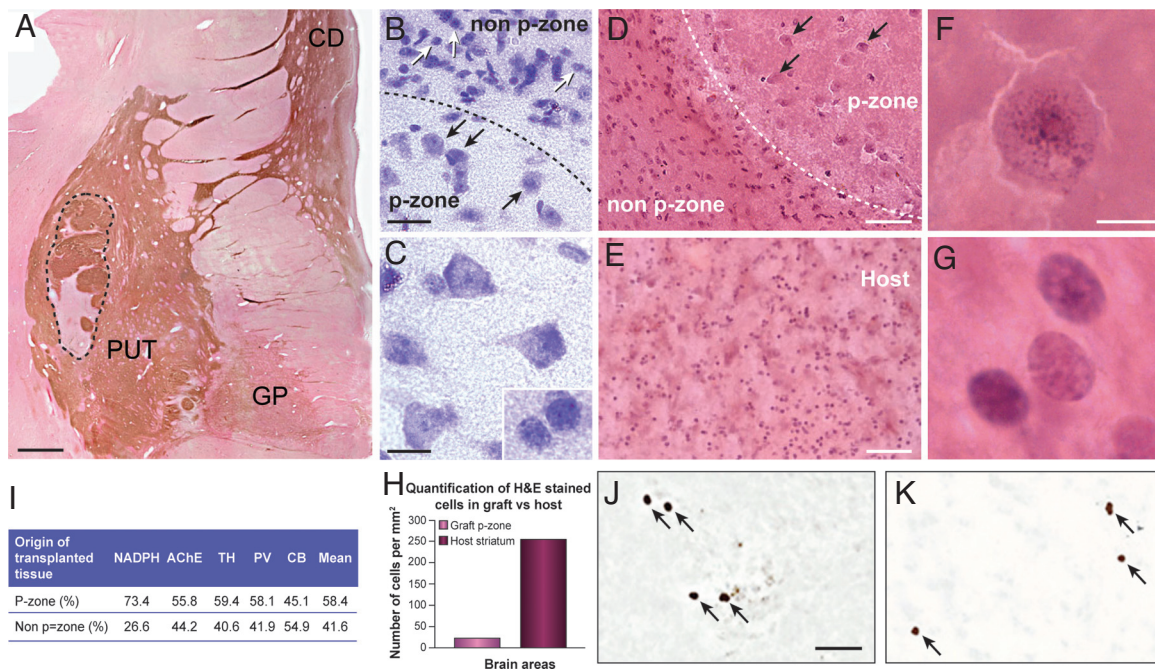 A
CD
PUT
GP
B
non p-zone
p-zone
C
D
p-zone
non p-zone
E
Host
F
G
I
Origin of transplanted tissue NADPH AChE TH PV CB Mean
P-zone (%) 73.4 55.8 59.4 58.1 45.1 58.4
Non p=zone (%) 26.6 44.2 40.6 41.9 54.9 41.6
H
Quantification of H&E stained
cells in graft vs host
Number of cells per mm²
300
250
200
150
100
50
0
Graft p-zone
Host striatum
Brain areas
J
K